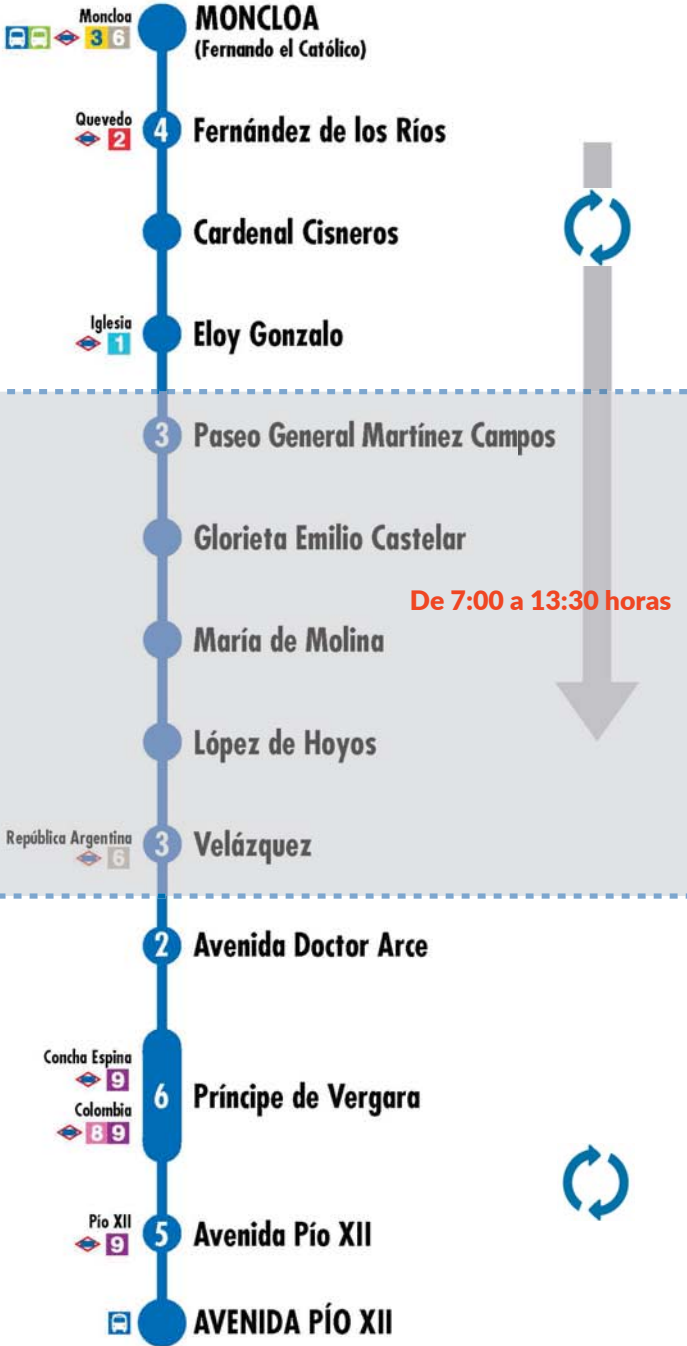 Moncloa
3 6
MONCLOA
(Fernando el Católico)
Quevedo
2
4
Fernández de los Ríos
Cardenal Cisneros
Iglesia
1
Eloy Gonzalo
3
Paseo General Martínez Campos
Glorieta Emilio Castelar
De 7:00 a 13:30 horas
María de Molina
López de Hoyos
República Argentina
6
3
Velázquez
2
Avenida Doctor Arce
Concha Espina
9
Colombia
8 9
6
Príncipe de Vergara
Pío XII
9
5
Avenida Pío XII
AVENIDA PÍO XII